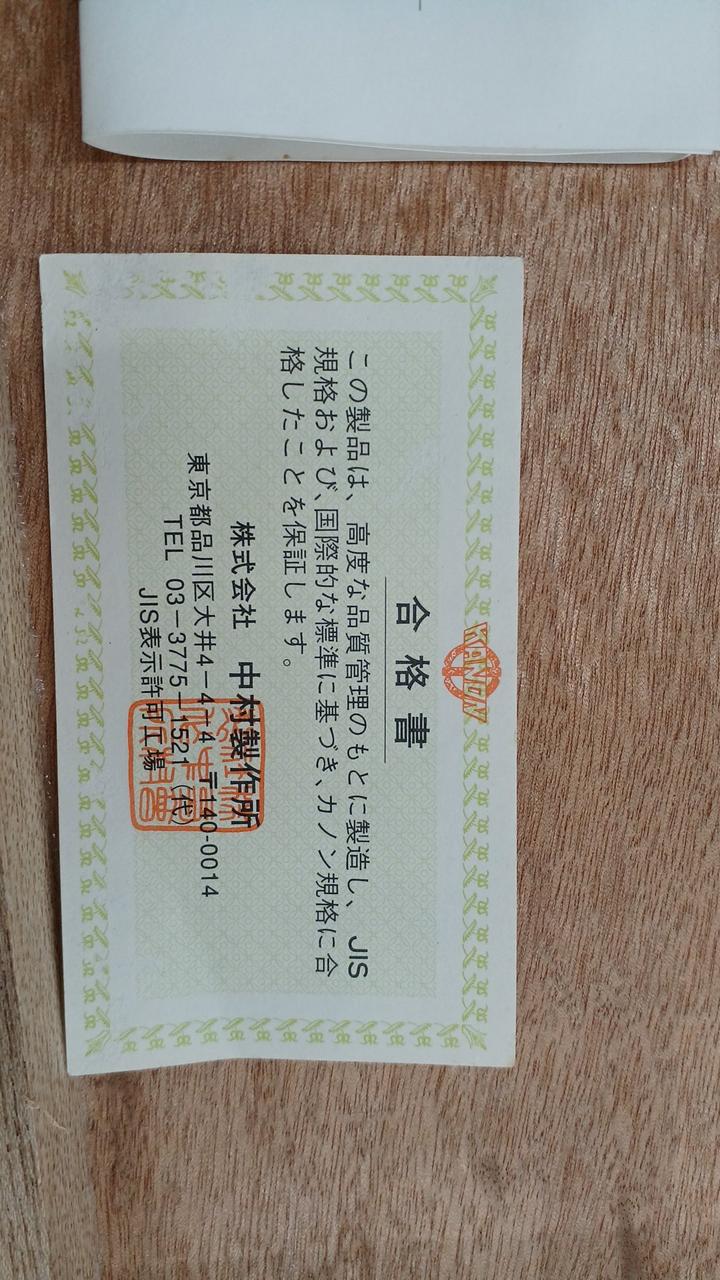 KANON
合格書
この製品は、高度な品質管理のもとに製造し、JIS
規格および、国際的な標準に基づき、カノン規格に合
格したことを保証します。
株式会社 中村製作所
東京都品川区大井4-4-4 〒140-0014
TEL 03-3775-1521(代)
JIS表示許可工場